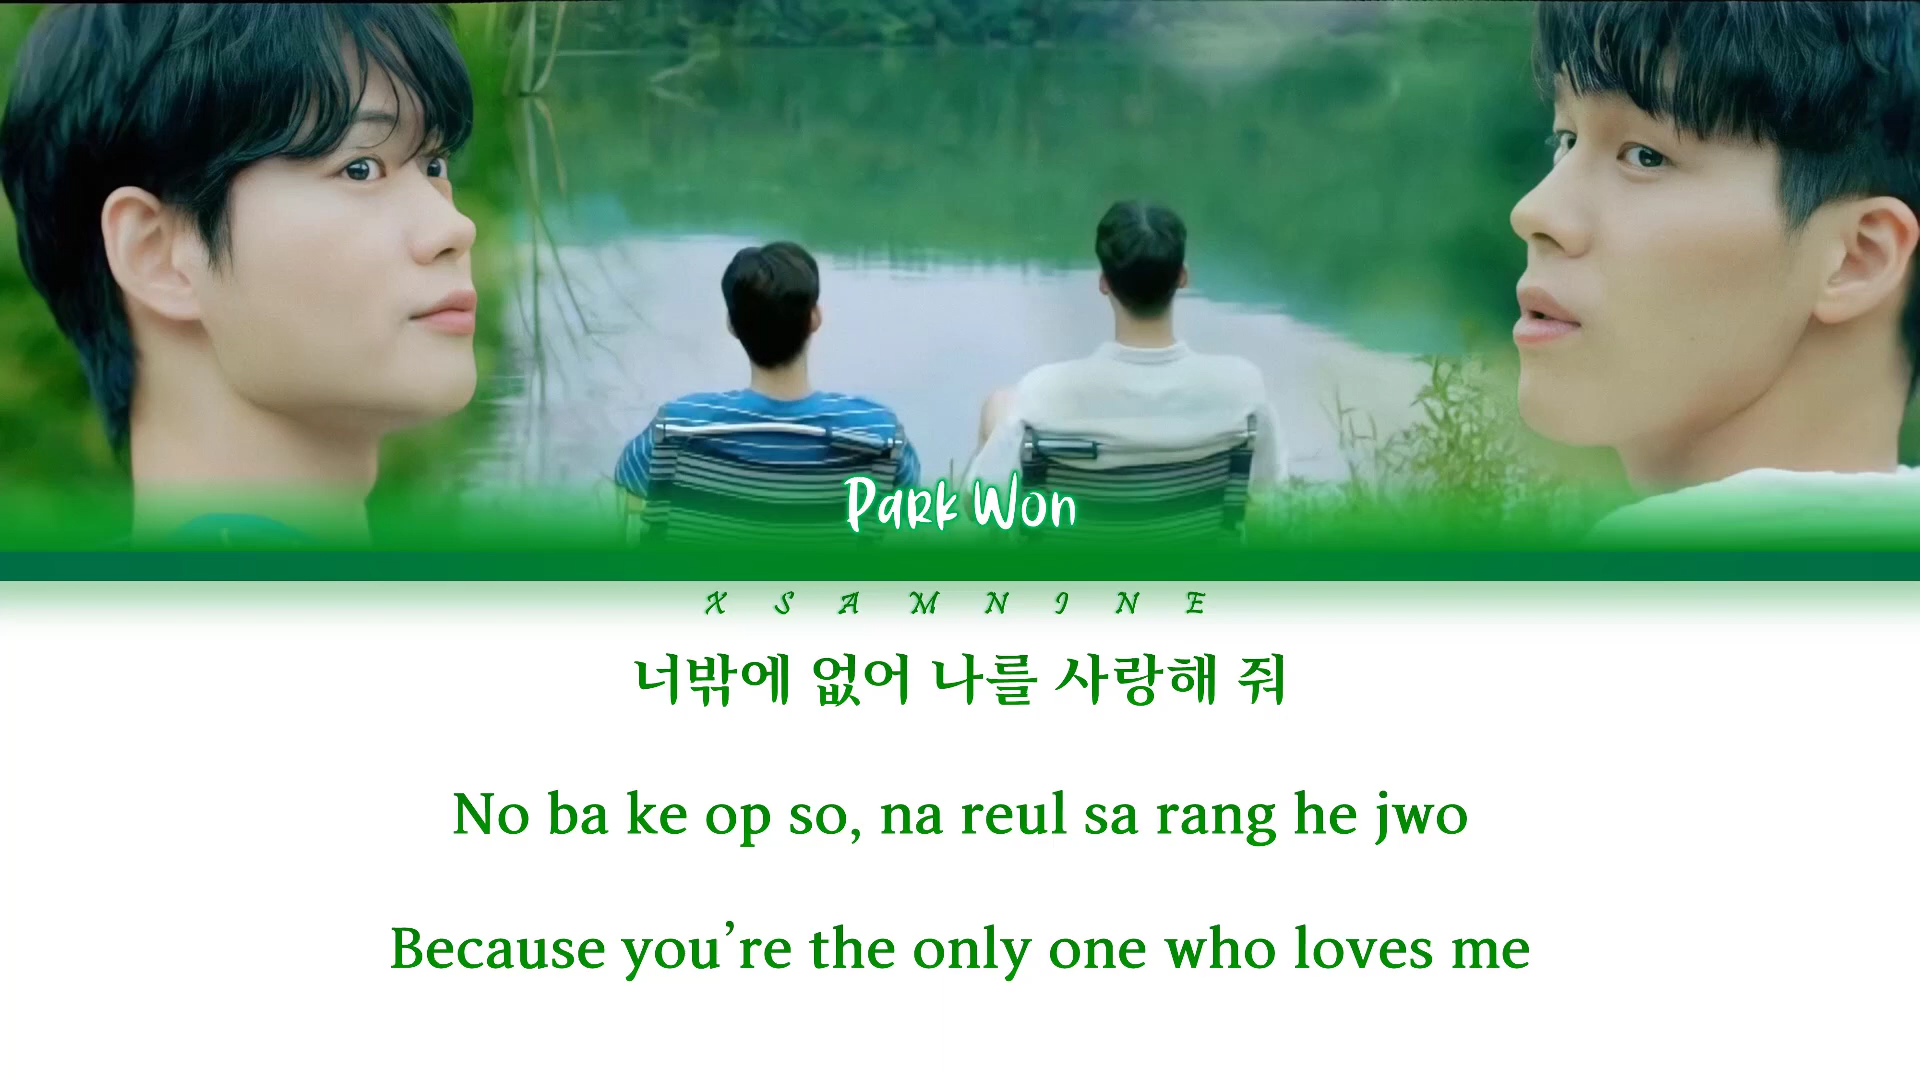 Park Won
X S A M N I N E
너밖에 없어 나를 사랑해 줘
No ba ke op so, na reul sa rang he jwo
Because you’re the only one who loves me